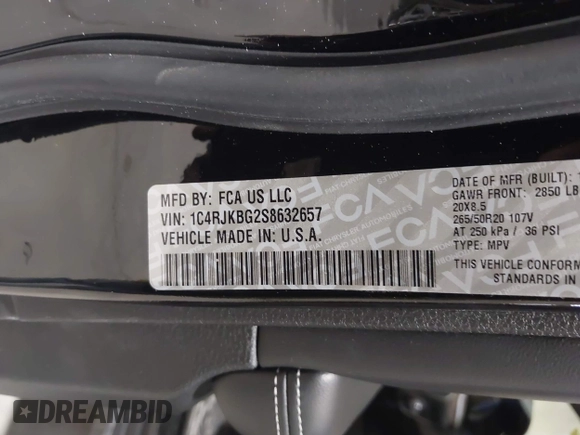 MFD BY: FCA US LLC
VIN: 1C4RJKBG2S8632657
VEHICLE MADE IN: U.S.A.
DATE OF MFR (BUILT): 1
GAWR FRONT: 2850 LB
20X8.5
265/50R20 107V
AT 250 kPa / 36 PSI
TYPE: MPV
THIS VEHICLE CONFORM
STANDARDS IN
DREAMBID